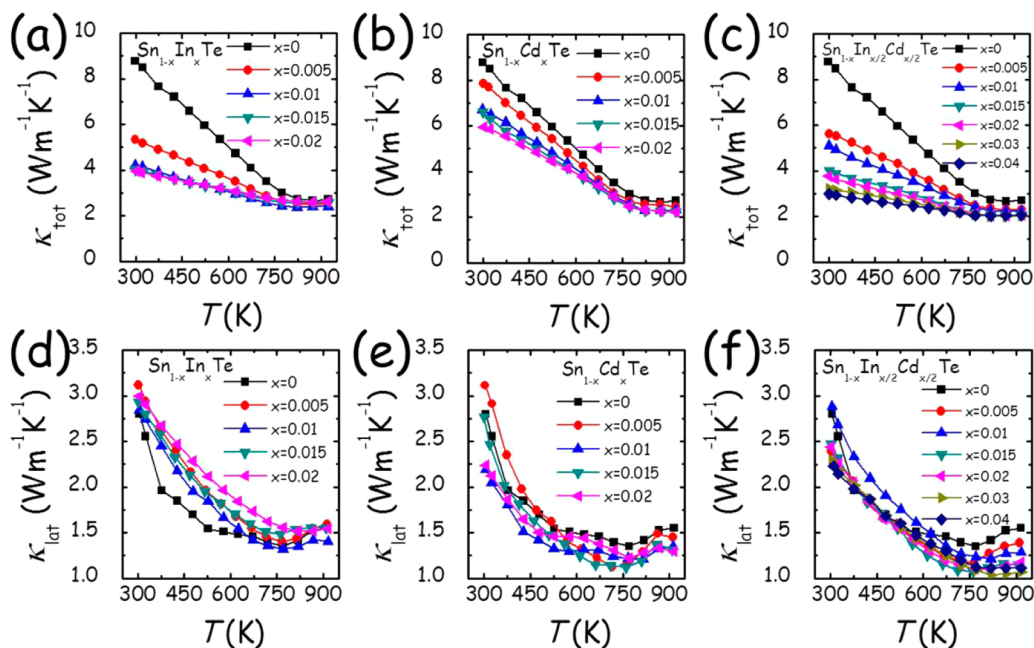 (a)
10
8
6
4
2
0
κtot (Wm⁻¹K⁻¹)
Sn1-xInxTe
x=0
x=0.005
x=0.01
x=0.015
x=0.02
300 450 600 750 900
T(K)
(b)
10
8
6
4
2
0
κtot (Wm⁻¹K⁻¹)
Sn1-xCdxTe
x=0
x=0.005
x=0.01
x=0.015
x=0.02
300 450 600 750 900
T(K)
(c)
10
8
6
4
2
0
κtot (Wm⁻¹K⁻¹)
Sn1-xInx/2Cdx/2Te
x=0
x=0.005
x=0.01
x=0.015
x=0.02
x=0.03
x=0.04
300 450 600 750 900
T(K)
(d)
3.5
3.0
2.5
2.0
1.5
1.0
κlat (Wm⁻¹K⁻¹)
Sn1-xInxTe
x=0
x=0.005
x=0.01
x=0.015
x=0.02
300 450 600 750 900
T(K)
(e)
3.5
3.0
2.5
2.0
1.5
1.0
κlat (Wm⁻¹K⁻¹)
Sn1-xCdxTe
x=0
x=0.005
x=0.01
x=0.015
x=0.02
300 450 600 750 900
T(K)
(f)
3.5
3.0
2.5
2.0
1.5
1.0
κlat (Wm⁻¹K⁻¹)
Sn1-xInx/2Cdx/2Te
x=0
x=0.005
x=0.01
x=0.015
x=0.02
x=0.03
x=0.04
300 450 600 750 900
T(K)